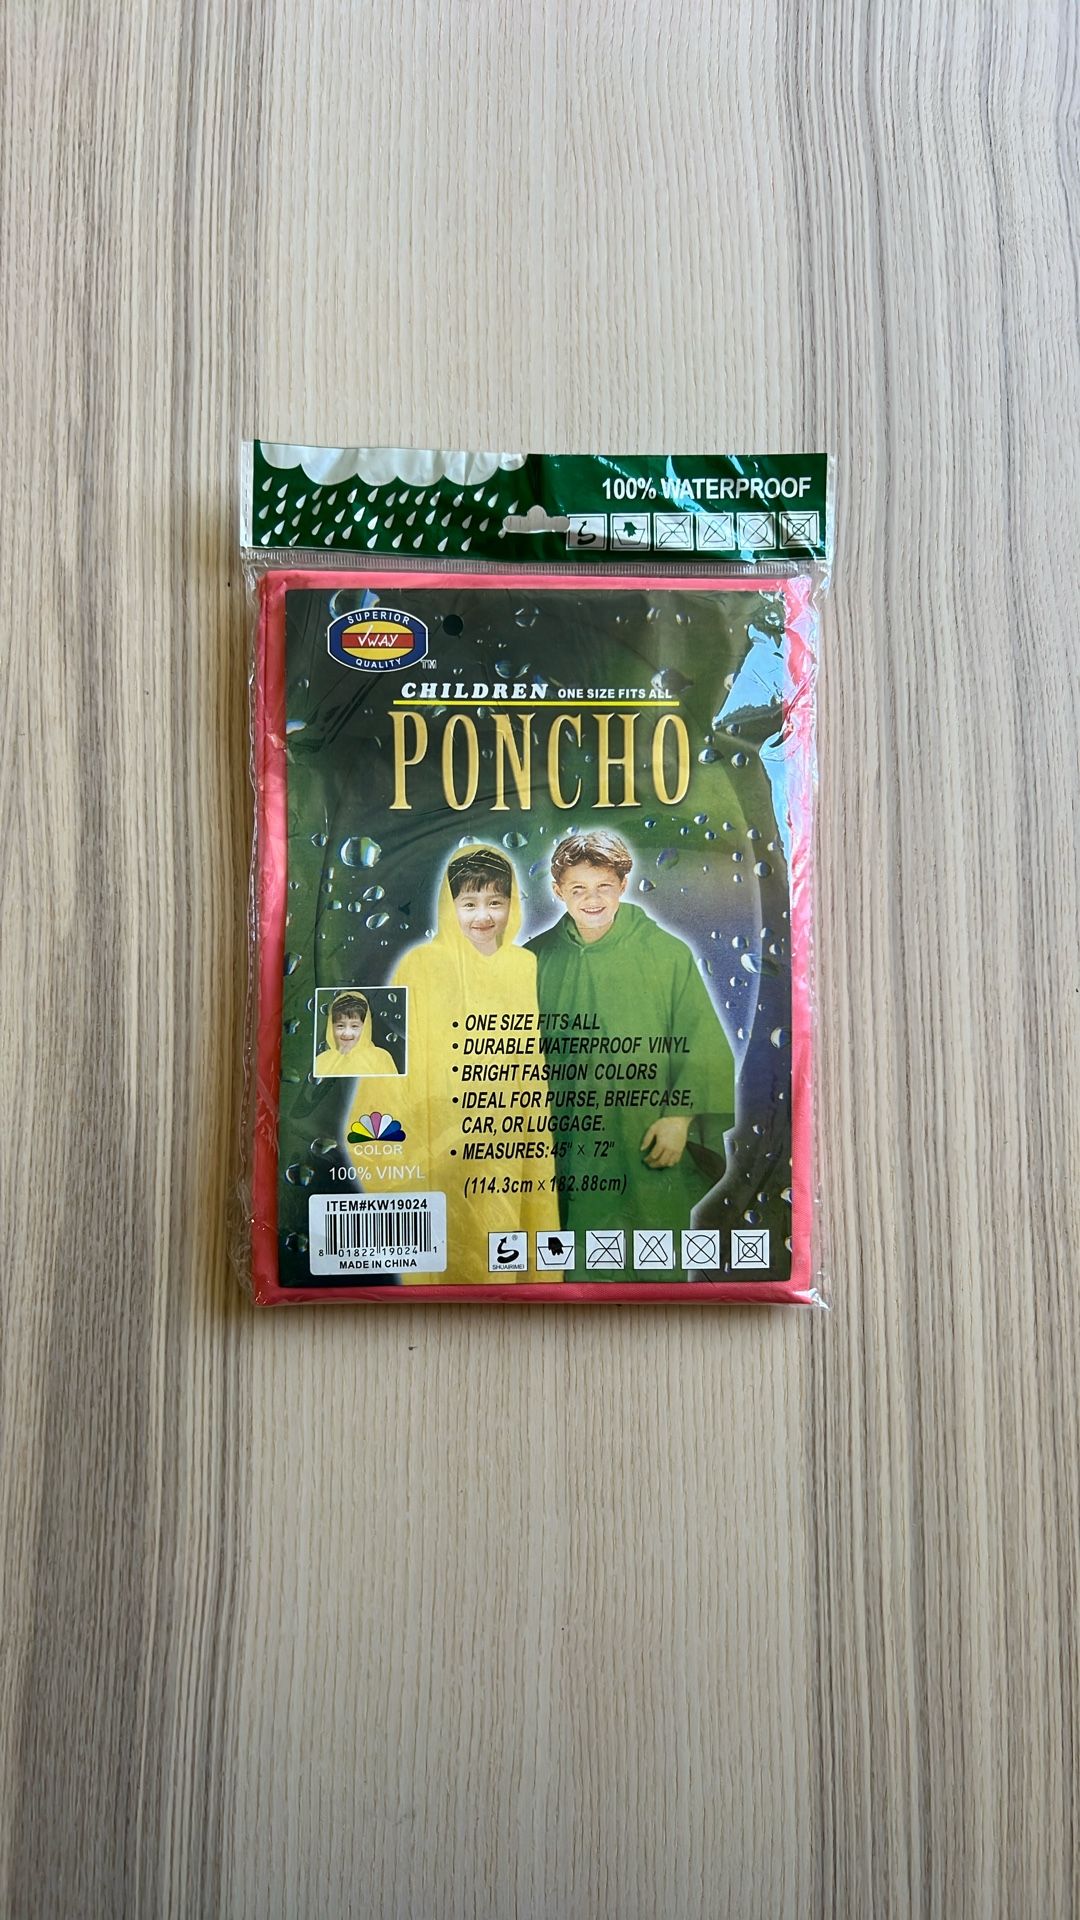 100% WATERPROOF
SUPERIOR
JWAY
QUALITY
TM
CHILDREN ONE SIZE FITS ALL
PONCHO
• ONE SIZE FITS ALL
• DURABLE WATERPROOF VINYL
• BRIGHT FASHION COLORS
• IDEAL FOR PURSE, BRIEFCASE,
CAR, OR LUGGAGE.
• MEASURES:45" x 72"
(114.3cm x 182.88cm)
COLOR
100% VINYL
ITEM#KW19024
8 01822 19024 1
MADE IN CHINA
SHUAIRIMEI
®